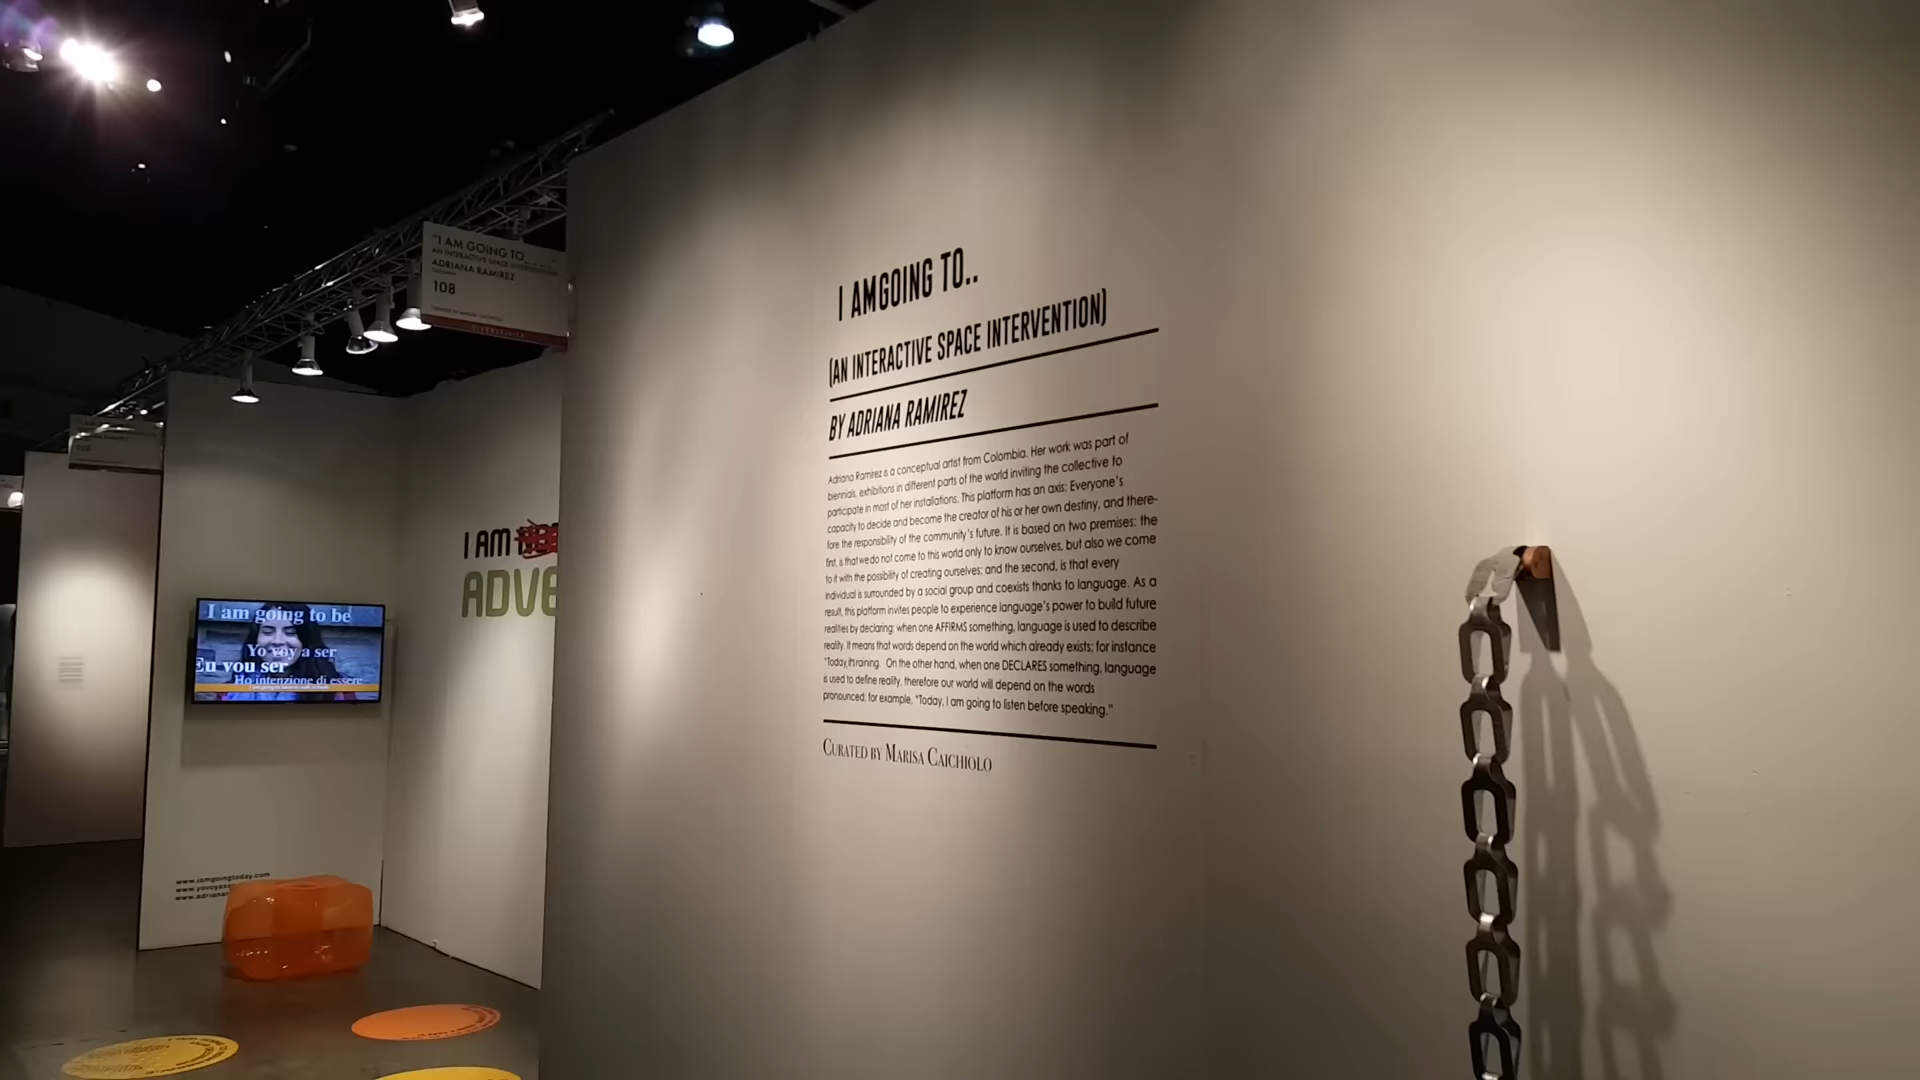 "I AM GOING TO
AN INTERACTIVE SPACE INTERVENTION
ADRIANA RAMIREZ
108
I AM
ADVE
I am going to be
Yo voy a ser
Eu vou ser
Ho intenzione di essere
www.iamgoingtoday.com
I AMGOING TO..
(AN INTERACTIVE SPACE INTERVENTION)
BY ADRIANA RAMIREZ
Adriana Ramirez is a conceptual artist from Colombia. Her work was part of
biennials, exhibitions in different parts of the world inviting the collective to
participate in most of her installations. This platform has an axis: Everyone's
capacity to decide and become the creator of his or her own destiny, and there-
fore the responsibility of the community's future. It is based on two premises: the
first, is that we do not come to this world only to know ourselves, but also we come
to it with the possibility of creating ourselves; and the second, is that every
individual is surrounded by a social group and coexists thanks to language. As a
result, this platform invites people to experience language's power to build future
realities by declaring: when one AFFIRMS something, language is used to describe
reality. It means that words depend on the world which already exists; for instance
"Today, it's raining. On the other hand, when one DECLARES something, language
is used to define reality, therefore our world will depend on the words
pronounced; for example, "Today, I am going to listen before speaking."
CURATED BY MARISA CAICHIOLO